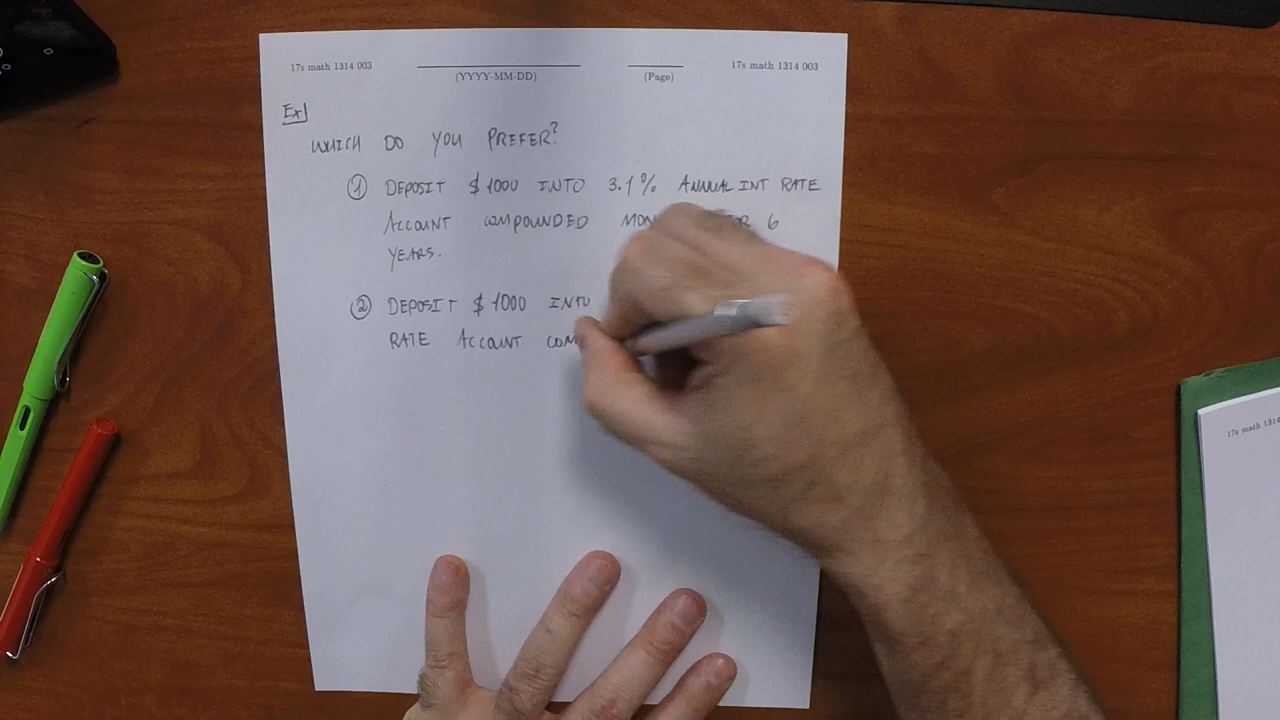 17s math 1314 003 (YYYY-MM-DD) (Page) 17s math 1314 003
Ex
WHICH DO YOU PREFER?
① DEPOSIT $1000 INTO 3.1% ANNUAL INT RATE
ACCOUNT COMPOUNDED 6
YEARS.
② DEPOSIT $1000 INTO
RATE ACCOUNT
17s math